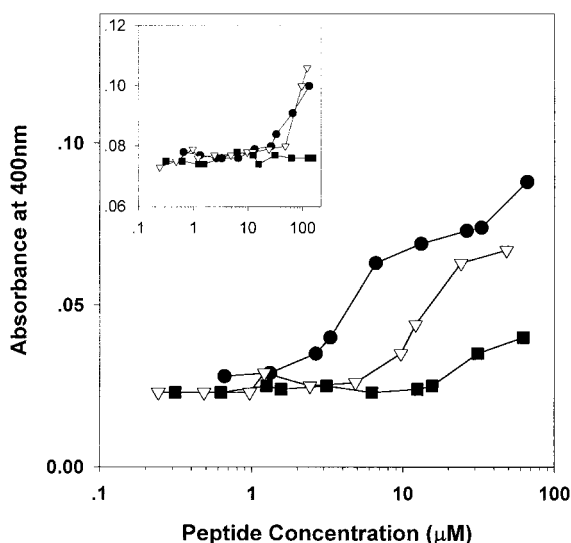 .12
.10
.08
.06
.1 1 10 100
.10
.05
0.00
.1 1 10 100
Absorbance at 400nm
Peptide Concentration (μM)